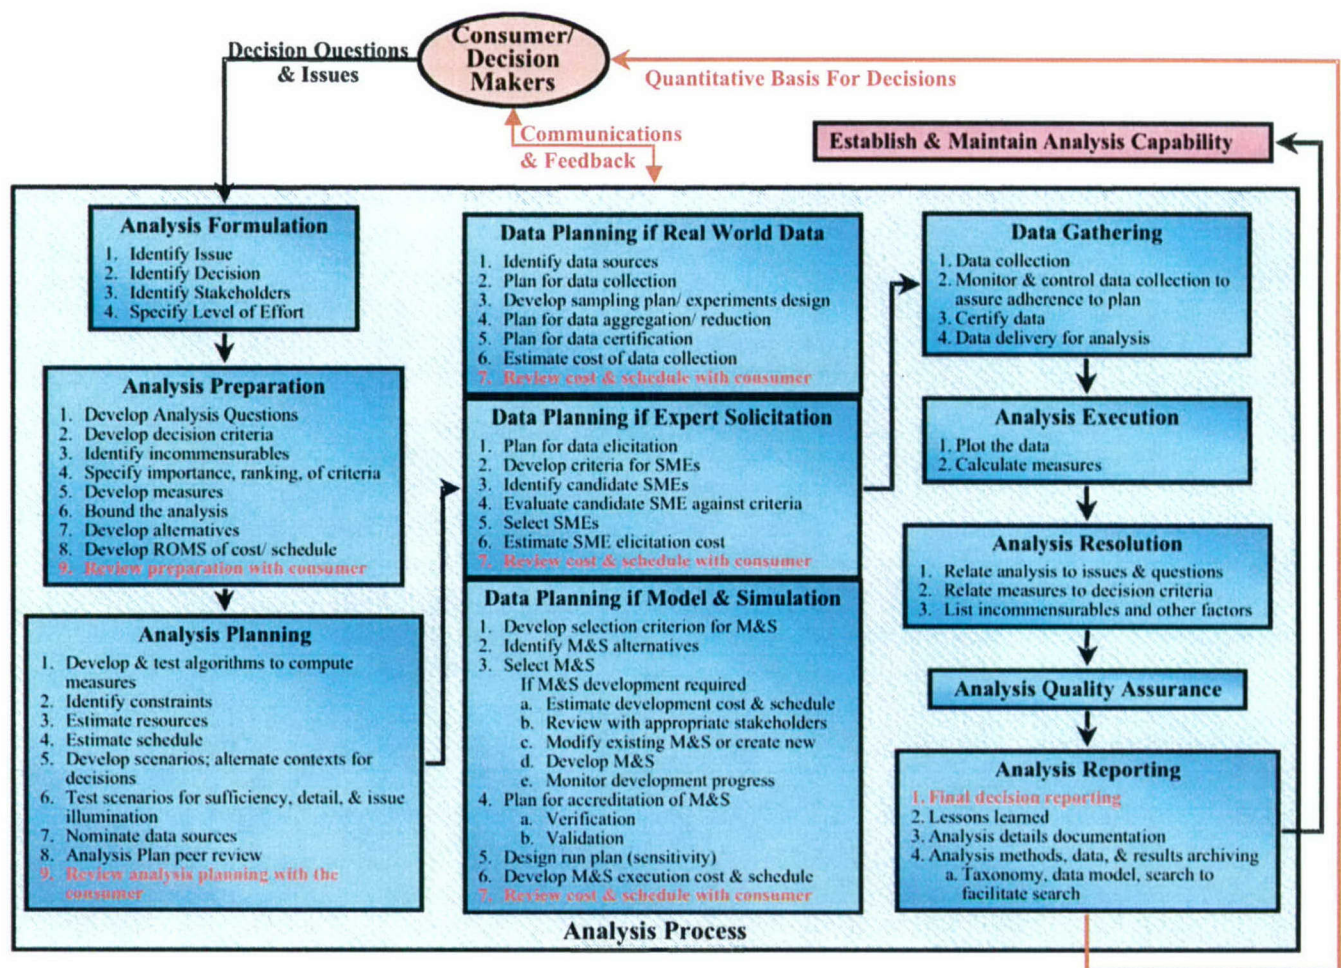 Consumer/
Decision
Makers
Decision Questions
& Issues
Quantitative Basis For Decisions
Communications
& Feedback
Establish & Maintain Analysis Capability
Analysis Formulation
1. Identify Issue
2. Identify Decision
3. Identify Stakeholders
4. Specify Level of Effort
Analysis Preparation
1. Develop Analysis Questions
2. Develop decision criteria
3. Identify incommensurables
4. Specify importance, ranking, of criteria
5. Develop measures
6. Bound the analysis
7. Develop alternatives
8. Develop ROMS of cost/ schedule
9. Review preparation with consumer
Analysis Planning
1. Develop & test algorithms to compute
measures
2. Identify constraints
3. Estimate resources
4. Estimate schedule
5. Develop scenarios; alternate contexts for
decisions
6. Test scenarios for sufficiency, detail, & issue
illumination
7. Nominate data sources
8. Analysis Plan peer review
9. Review analysis planning with the
consumer
Data Planning if Real World Data
1. Identify data sources
2. Plan for data collection
3. Develop sampling plan/ experiments design
4. Plan for data aggregation/ reduction
5. Plan for data certification
6. Estimate cost of data collection
7. Review cost & schedule with consumer
Data Planning if Expert Solicitation
1. Plan for data elicitation
2. Develop criteria for SMEs
3. Identify candidate SMEs
4. Evaluate candidate SME against criteria
5. Select SMEs
6. Estimate SME elicitation cost
7. Review cost & schedule with consumer
Data Planning if Model & Simulation
1. Develop selection criterion for M&S
2. Identify M&S alternatives
3. Select M&S
If M&S development required
a. Estimate development cost & schedule
b. Review with appropriate stakeholders
c. Modify existing M&S or create new
d. Develop M&S
e. Monitor development progress
4. Plan for accreditation of M&S
a. Verification
b. Validation
5. Design run plan (sensitivity)
6. Develop M&S execution cost & schedule
7. Review cost & schedule with consumer
Data Gathering
1. Data collection
2. Monitor & control data collection to
assure adherence to plan
3. Certify data
4. Data delivery for analysis
Analysis Execution
1. Plot the data
2. Calculate measures
Analysis Resolution
1. Relate analysis to issues & questions
2. Relate measures to decision criteria
3. List incommensurables and other factors
Analysis Quality Assurance
Analysis Reporting
1. Final decision reporting
2. Lessons learned
3. Analysis details documentation
4. Analysis methods, data, & results archiving
a. Taxonomy, data model, search to
facilitate search
Analysis Process